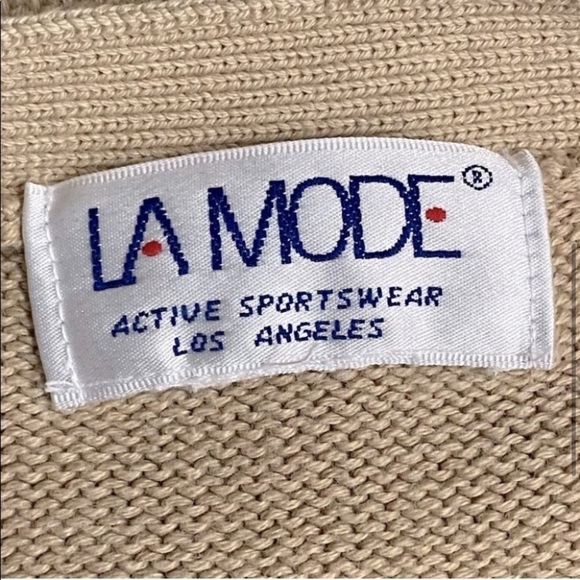 LA MODE®
ACTIVE SPORTSWEAR
LOS ANGELES